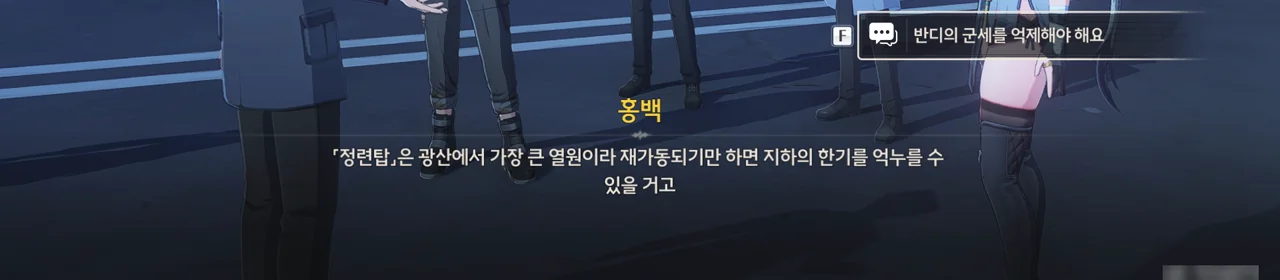 F
반디의 군세를 억제해야 해요
홍백
「정련탑」은 광산에서 가장 큰 열원이라 재가동되기만 하면 지하의 한기를 억누를 수
있을 거고